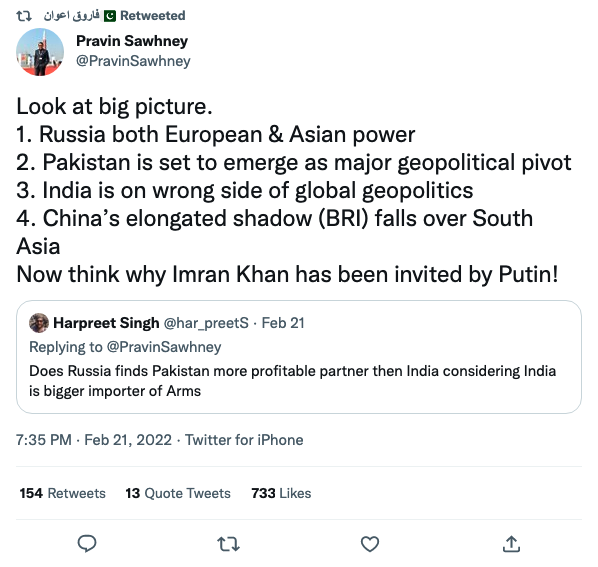 فاروق اعوان 🇵🇰 Retweeted
Pravin Sawhney
@PravinSawhney
Look at big picture.
1. Russia both European & Asian power
2. Pakistan is set to emerge as major geopolitical pivot
3. India is on wrong side of global geopolitics
4. China’s elongated shadow (BRI) falls over South
Asia
Now think why Imran Khan has been invited by Putin!
Harpreet Singh @har_preetS · Feb 21
Replying to @PravinSawhney
Does Russia finds Pakistan more profitable partner then India considering India
is bigger importer of Arms
7:35 PM · Feb 21, 2022 · Twitter for iPhone
154 Retweets 13 Quote Tweets 733 Likes